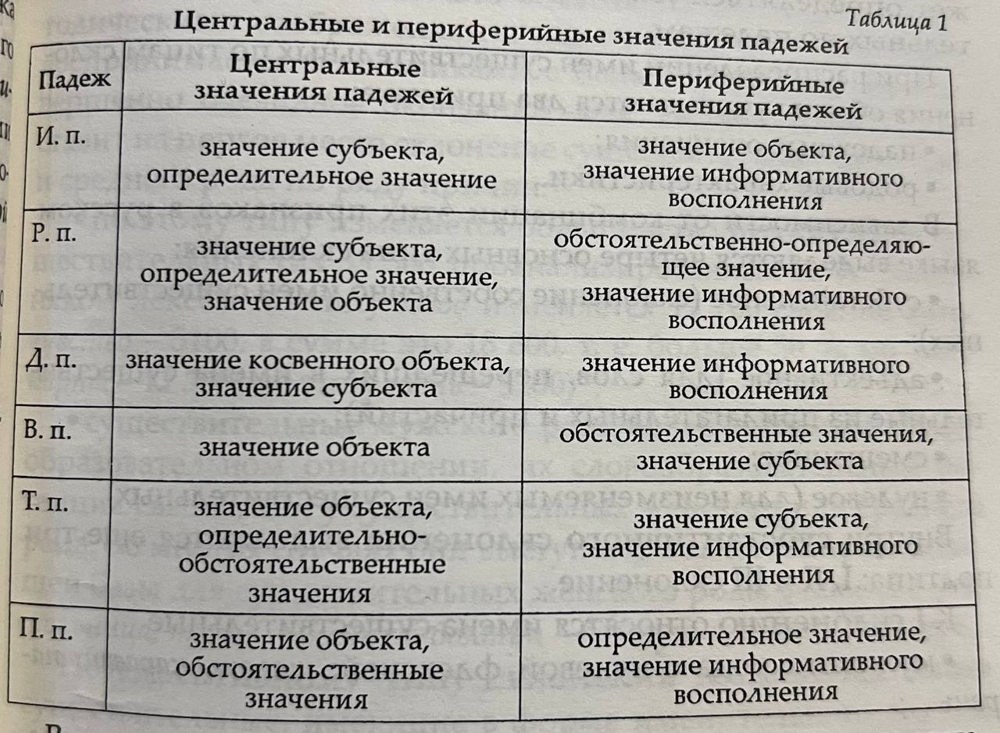 Таблица 1
Центральные и периферийные значения падежей
Падеж
Центральные
значения падежей
Периферийные
значения падежей
И. п.
значение субъекта,
определительное значение
значение объекта,
значение информативного
восполнения
Р. п.
значение субъекта,
определительное значение,
значение объекта
обстоятельственно-определяю-
щее значение,
значение информативного
восполнения
Д. п.
значение косвенного объекта,
значение субъекта
значение информативного
восполнения
В. п.
значение объекта
обстоятельственные значения,
значение субъекта
Т. п.
значение объекта,
определительно-
обстоятельственные
значения
значение субъекта,
значение информативного
восполнения
П. п.
значение объекта,
обстоятельственные
значения
определительное значение,
значение информативного
восполнения